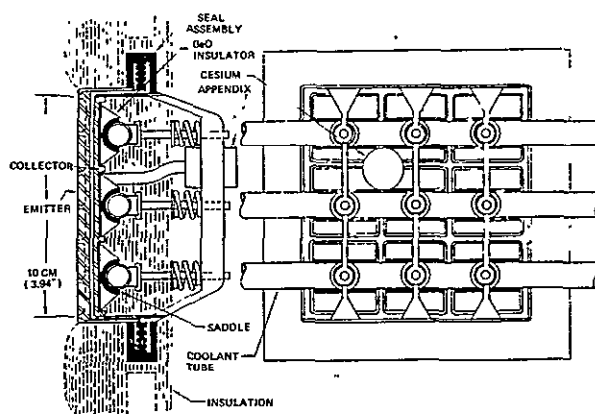 SEAL
ASSEMBLY
BeO
INSULATOR
CESIUM
APPENDIX
COLLECTOR
EMITTER
10 CM
(3.94")
SADDLE
COOLANT
TUBE
INSULATION